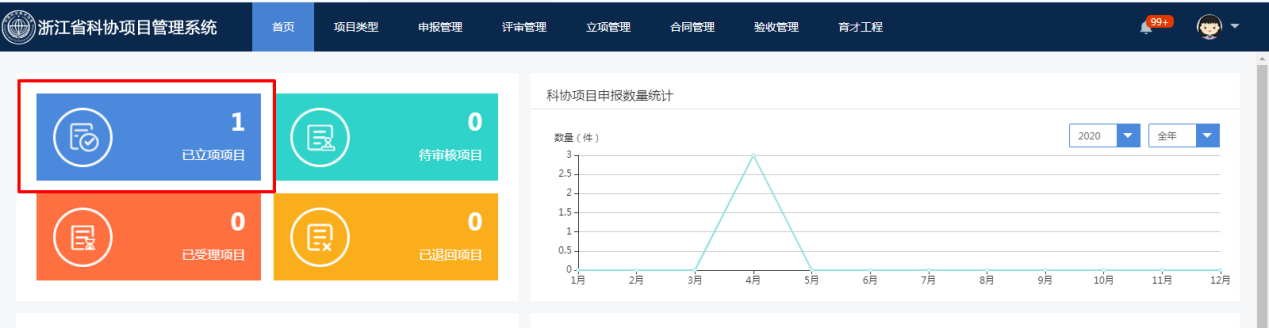 浙江省科协项目管理系统 首页 项目类型 申报管理 评审管理 立项管理 合同管理 验收管理 育才工程 99+
1
已立项项目
0
待审核项目
0
已受理项目
0
已退回项目
科协项目申报数量统计
2020 全年
数量（件）
3
2.5
2
1.5
1
0.5
0
1月 2月 3月 4月 5月 6月 7月 8月 9月 10月 11月 12月